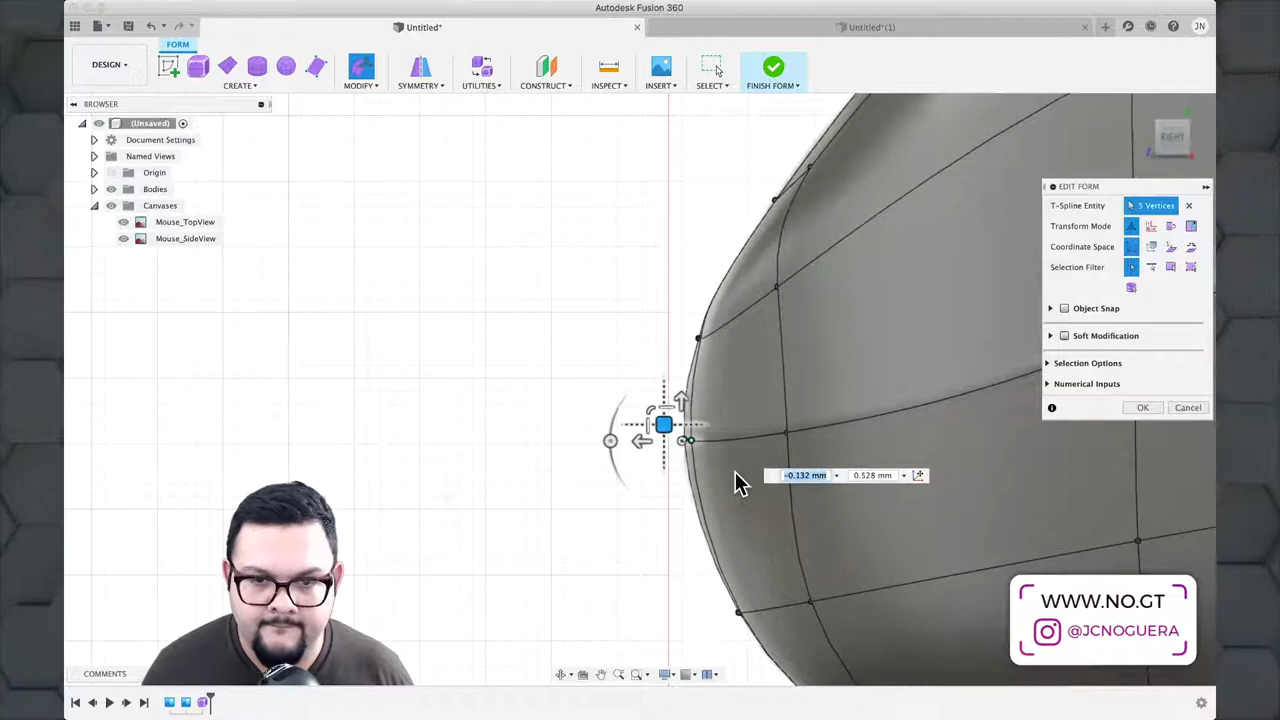 Autodesk Fusion 360
Untitled*
Untitled*(1)
JN
FORM
DESIGN
CREATE
MODIFY
SYMMETRY
UTILITIES
CONSTRUCT
INSPECT
INSERT
SELECT
FINISH FORM
BROWSER
(Unsaved)
Document Settings
Named Views
Origin
Bodies
Canvases
Mouse_TopView
Mouse_SideView
RIGHT
EDIT FORM
T-Spline Entity
5 Vertices
Transform Mode
Coordinate Space
Selection Filter
Object Snap
Soft Modification
Selection Options
Numerical Inputs
OK
Cancel
-0.132 mm
0.528 mm
WWW.NO.GT
@JCNOGUERA
COMMENTS